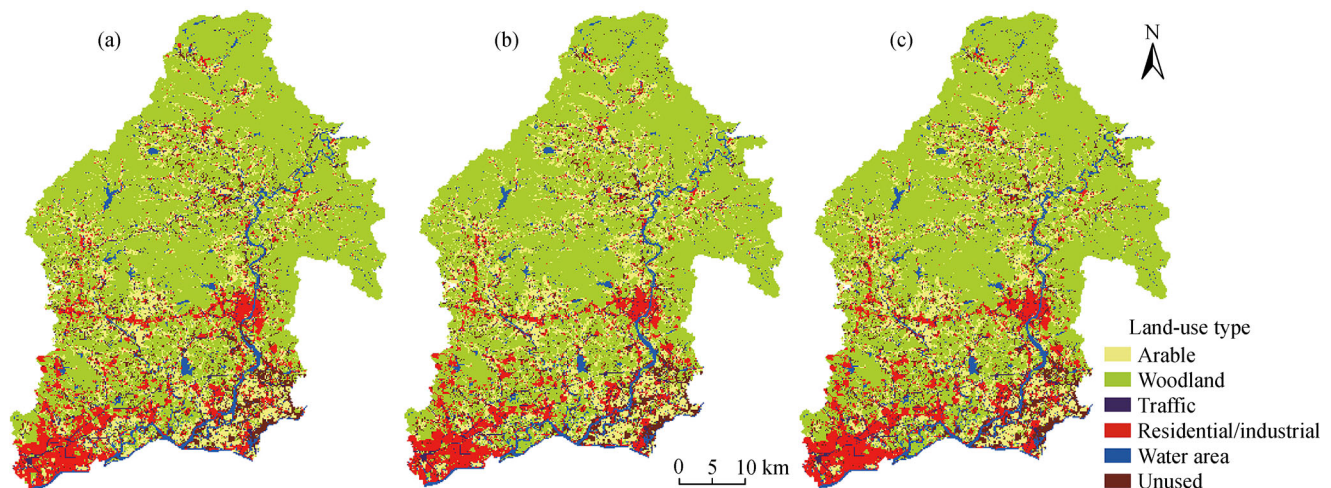 (a)
(b)
(c)
N
Land-use type
Arable
Woodland
Traffic
Residential/industrial
Water area
Unused
0 5 10 km